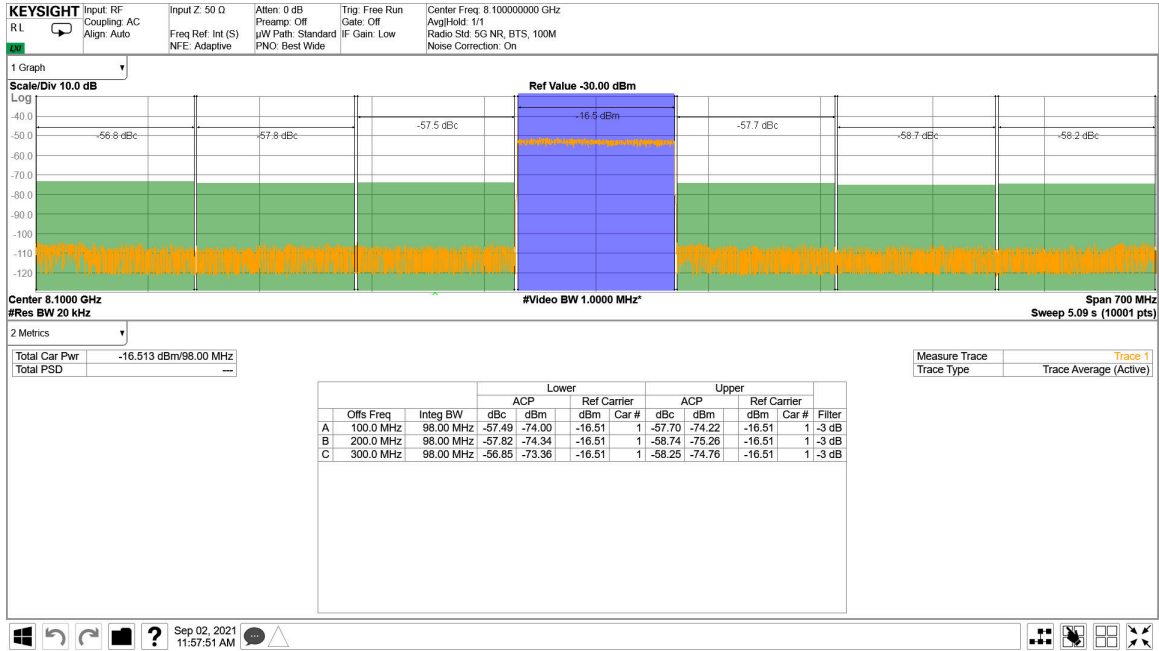 KEYSIGHT Input: RF Input Z: 50 Ω Atten: 0 dB Trig: Free Run Center Freq: 8.100000000 GHz
R L Coupling: AC Preamp: Off Gate: Off Avg|Hold: 1/1
Align: Auto Freq Ref: Int (S) µW Path: Standard IF Gain: Low Radio Std: 5G NR, BTS, 100M
LXI NFE: Adaptive PNO: Best Wide Noise Correction: On
1 Graph
Scale/Div 10.0 dB Ref Value -30.00 dBm
Log
-40.0
-50.0
-60.0
-70.0
-80.0
-90.0
-100
-110
-120
-56.8 dBc -57.8 dBc -57.5 dBc -16.5 dBm -57.7 dBc -58.7 dBc -58.2 dBc
Center 8.1000 GHz #Video BW 1.0000 MHz* Span 700 MHz
#Res BW 20 kHz Sweep 5.09 s (10001 pts)
2 Metrics
Total Car Pwr -16.513 dBm/98.00 MHz Measure Trace Trace 1
Total PSD --- Trace Type Trace Average (Active)
Lower Upper
ACP Ref Carrier ACP Ref Carrier
Offs Freq Integ BW dBc dBm dBm Car # dBc dBm dBm Car # Filter
A 100.0 MHz 98.00 MHz -57.49 -74.00 -16.51 1 -57.70 -74.22 -16.51 1 -3 dB
B 200.0 MHz 98.00 MHz -57.82 -74.34 -16.51 1 -58.74 -75.26 -16.51 1 -3 dB
C 300.0 MHz 98.00 MHz -56.85 -73.36 -16.51 1 -58.25 -74.76 -16.51 1 -3 dB
? Sep 02, 2021
11:57:51 AM